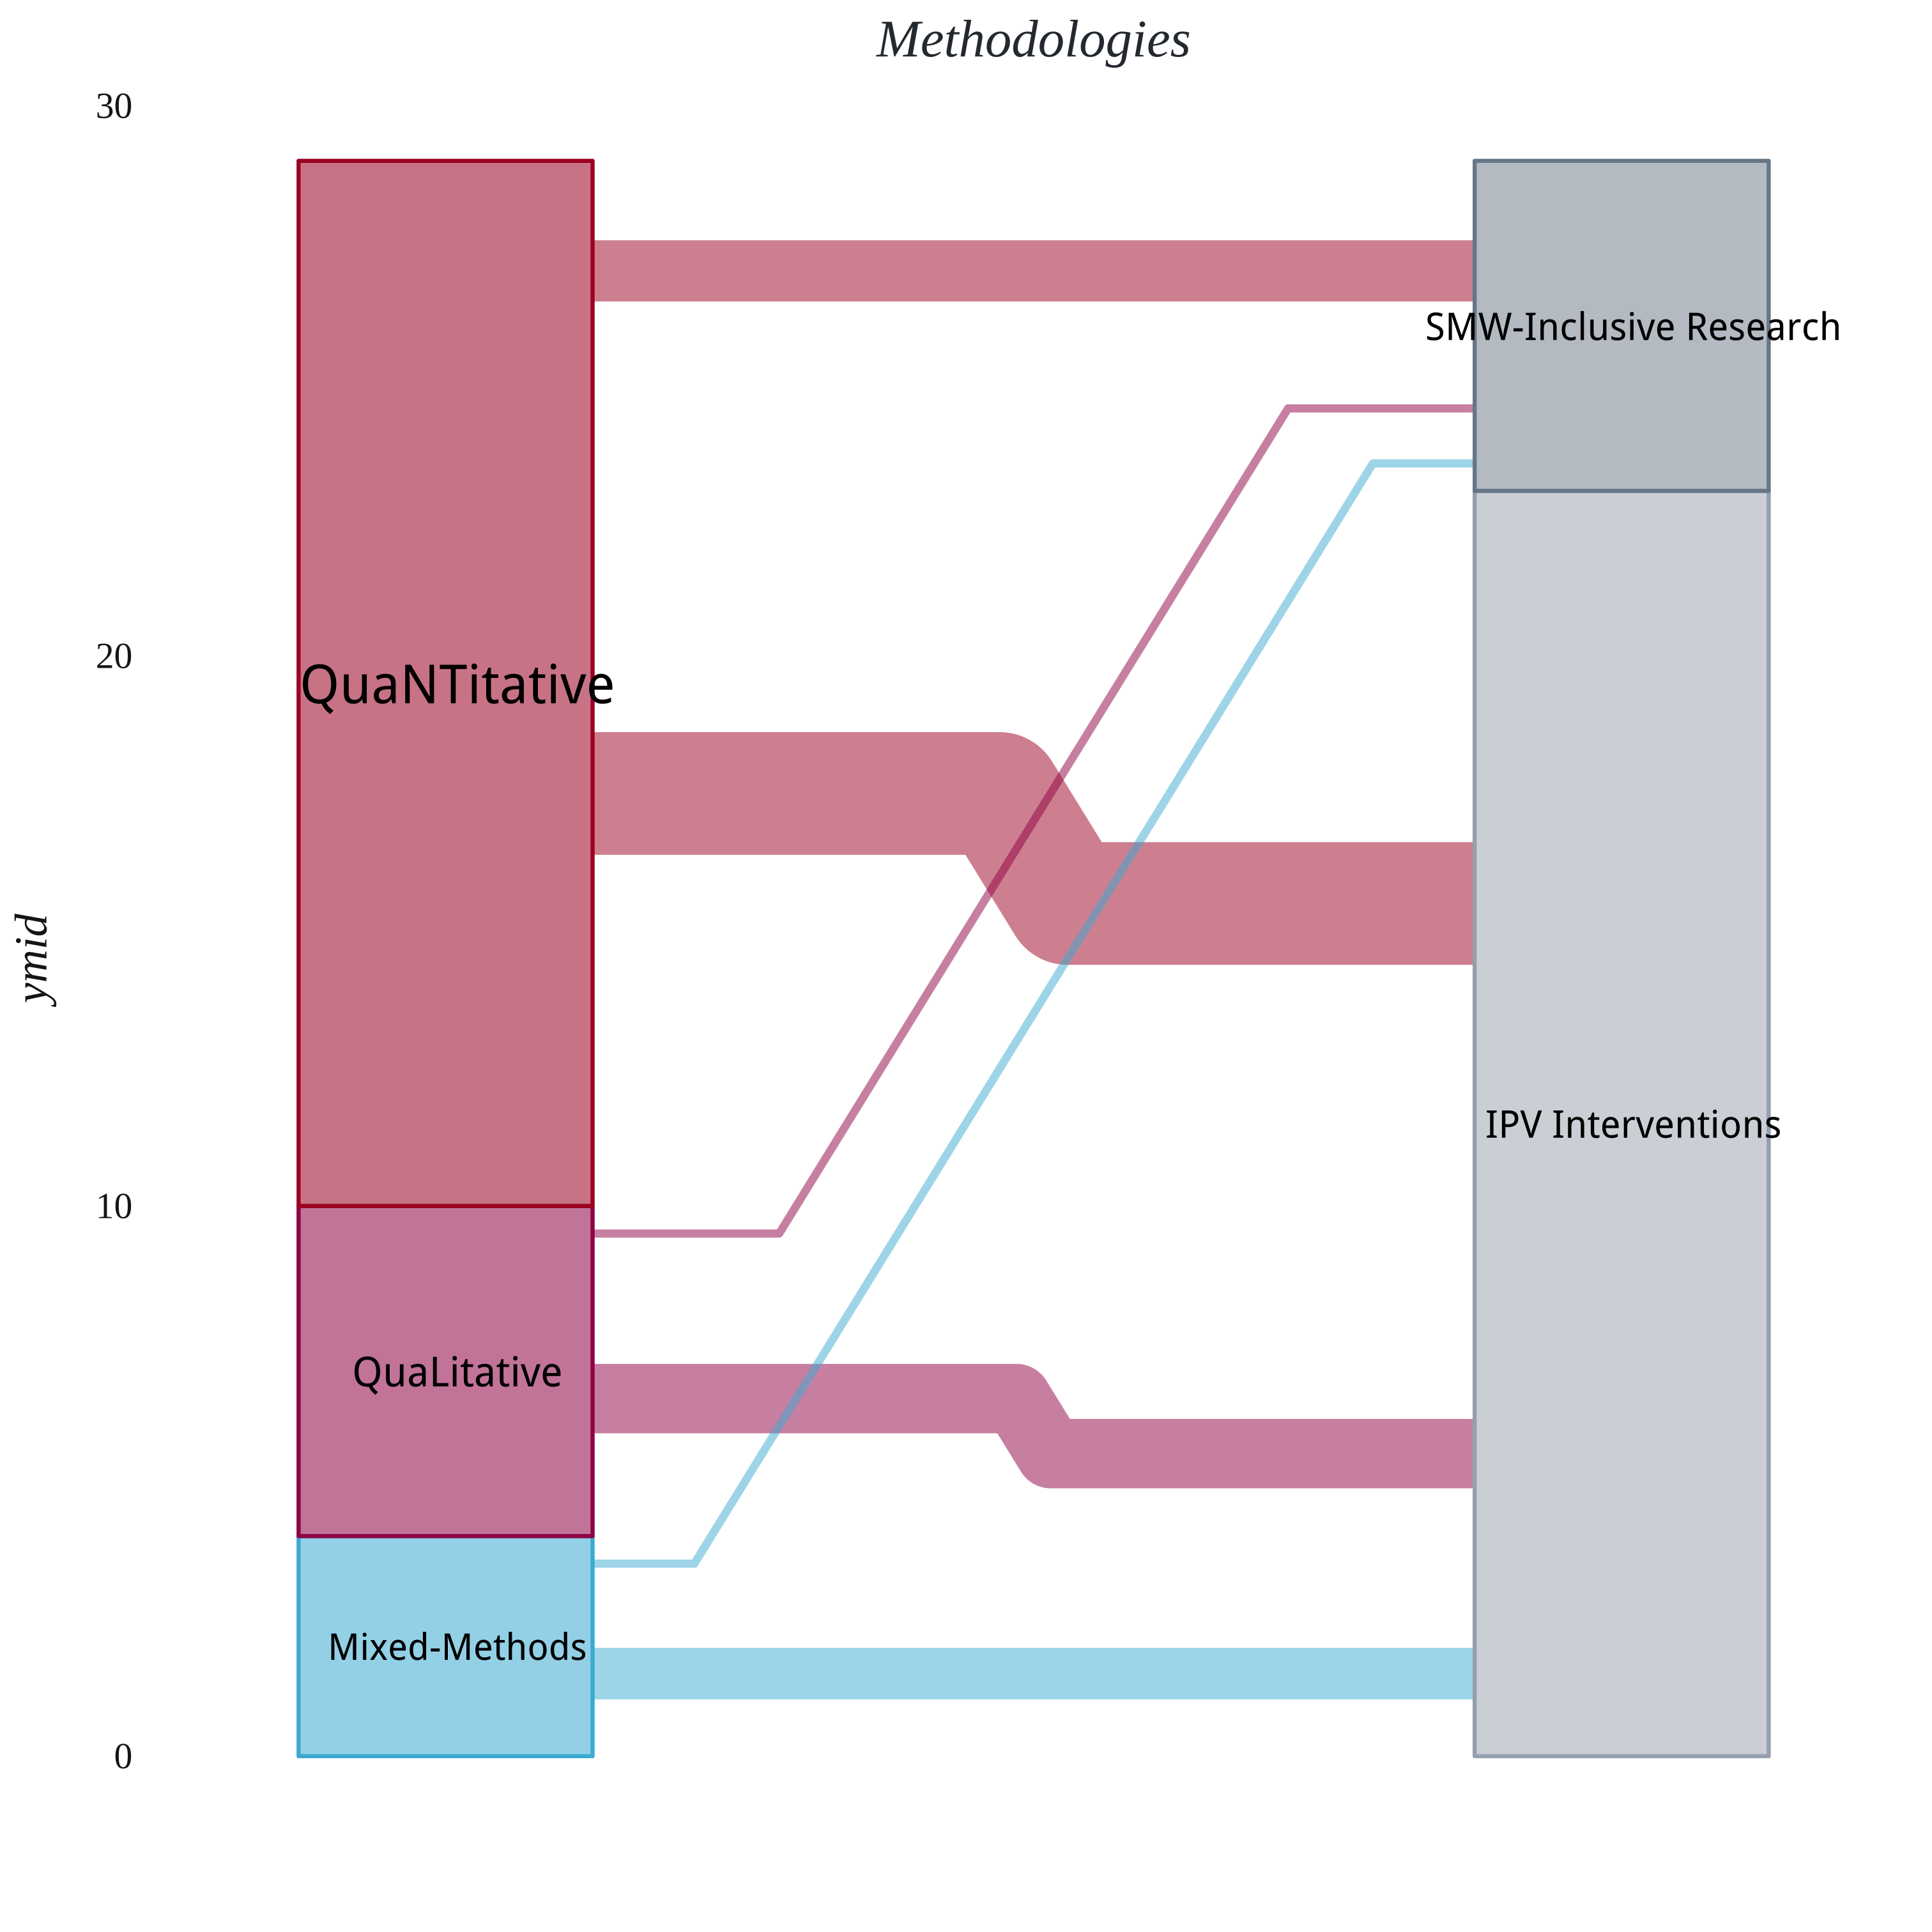 Methodologies
30
SMW-Inclusive Research
20
QuaNTitative
ymid
IPV Interventions
10
QuaLitative
Mixed-Methods
0